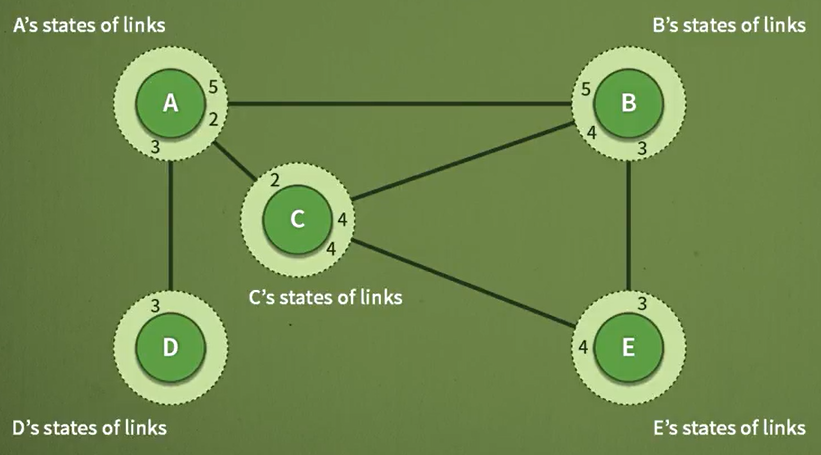 A’s states of links
B’s states of links
A
5
2
3
B
5
4
3
C
2
4
4
C’s states of links
D
3
E
3
4
D’s states of links
E’s states of links